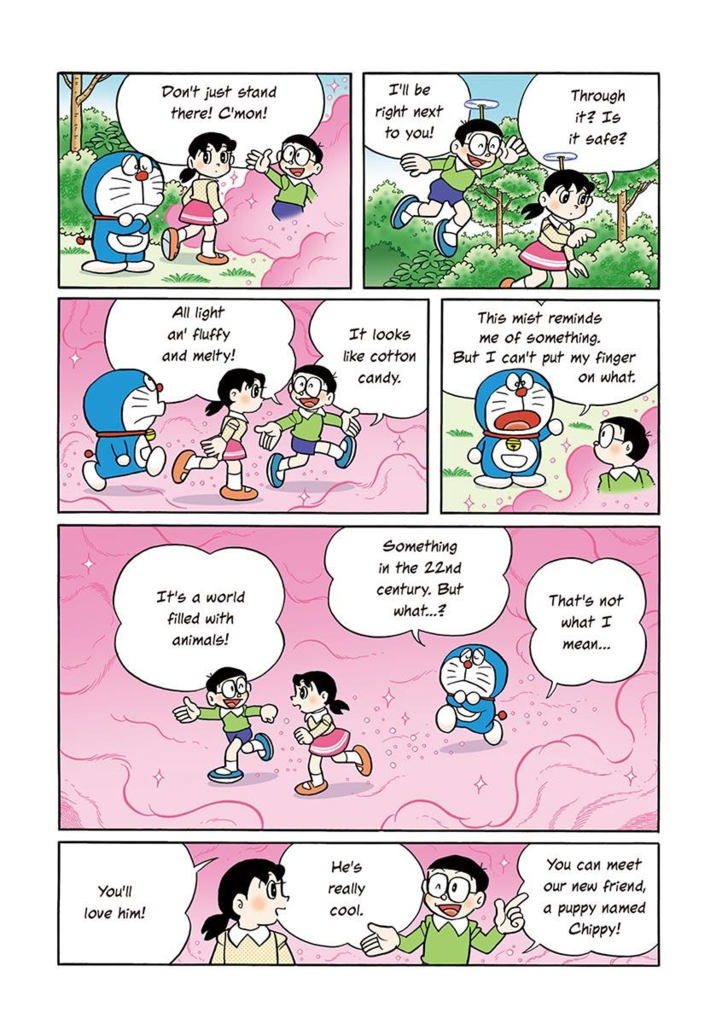 Through
it? Is
it safe?
I'll be
right next
to you!
Don't just stand
there! C'mon!
This mist reminds
me of something.
But I can't put my finger
on what.
It looks
like cotton
candy.
All light
an' fluffy
and melty!
That's not
what I
mean...
Something
in the 22nd
century. But
what...?
It's a world
filled with
animals!
You can meet
our new friend,
a puppy named
Chippy!
He's
really
cool.
You'll
love him!